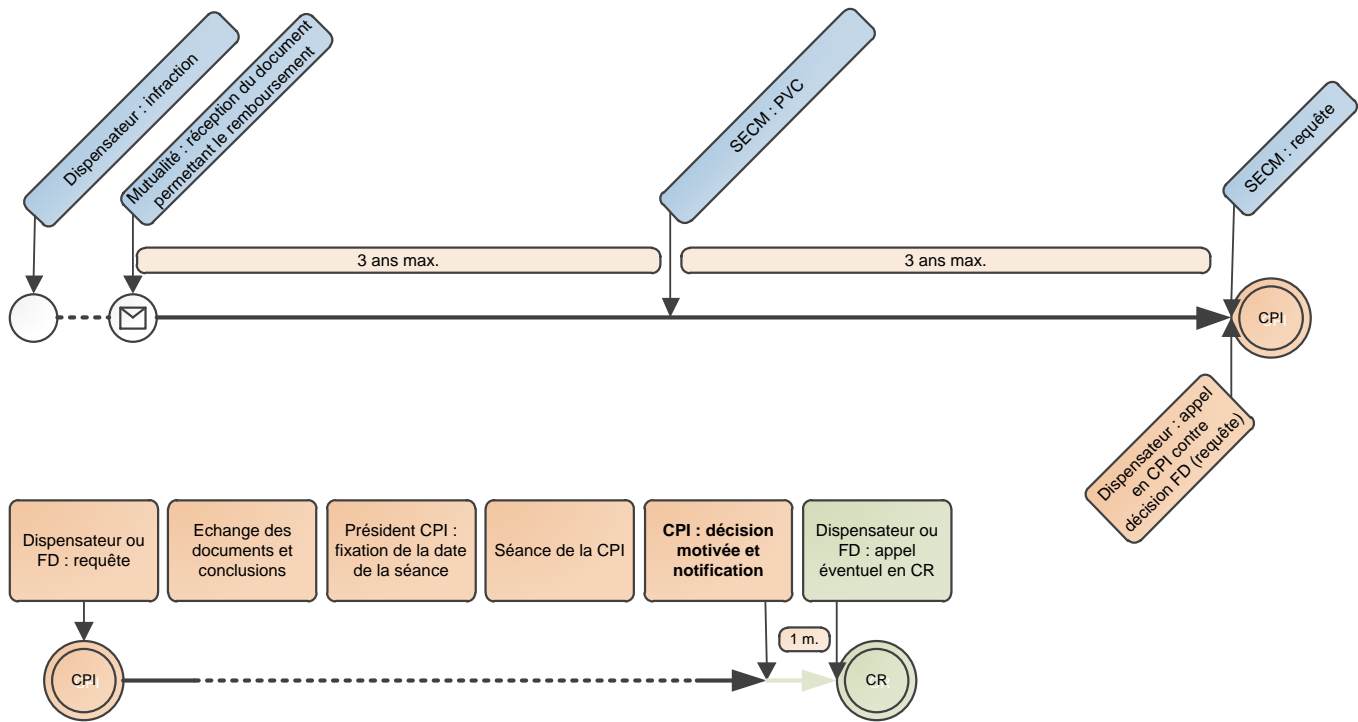 Dispensateur : infraction
Mutualité : réception du document
permettant le remboursement
SECM : PVC
SECM : requête
3 ans max.
3 ans max.
CPI
Dispensateur : appel
en CPI contre
décision FD (requête)
Dispensateur ou
FD : requête
Echange des
documents et
conclusions
Président CPI :
fixation de la date
de la séance
Séance de la CPI
CPI : décision
motivée et
notification
Dispensateur ou
FD : appel
éventuel en CR
1 m.
CPI
CR